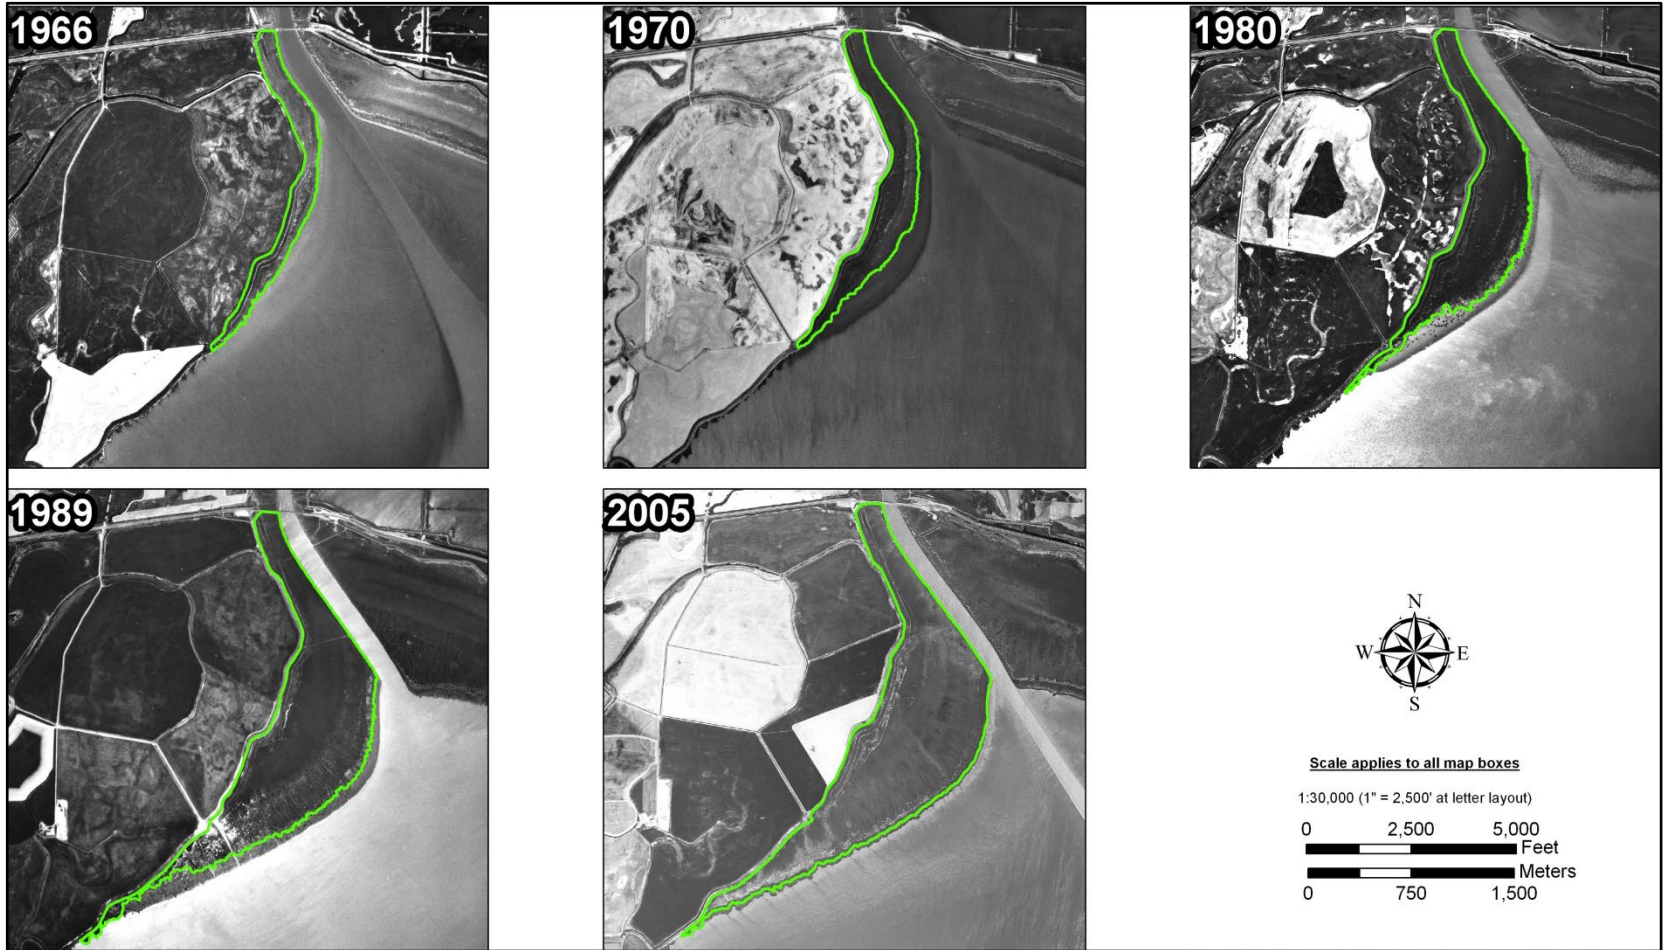 1966
1970
1980
1989
2005
N
W E
S
Scale applies to all map boxes
1:30,000 (1" = 2,500' at letter layout)
0 2,500 5,000
Feet
Meters
0 750 1,500